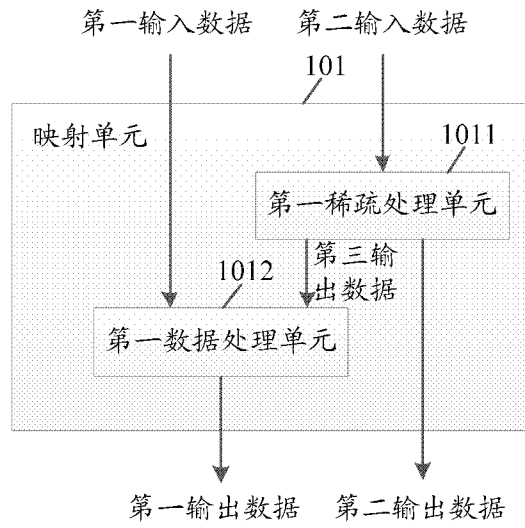 第一输入数据 第二输入数据
101
映射单元
1011
第一稀疏处理单元
第三输
出数据
1012
第一数据处理单元
第一输出数据 第二输出数据